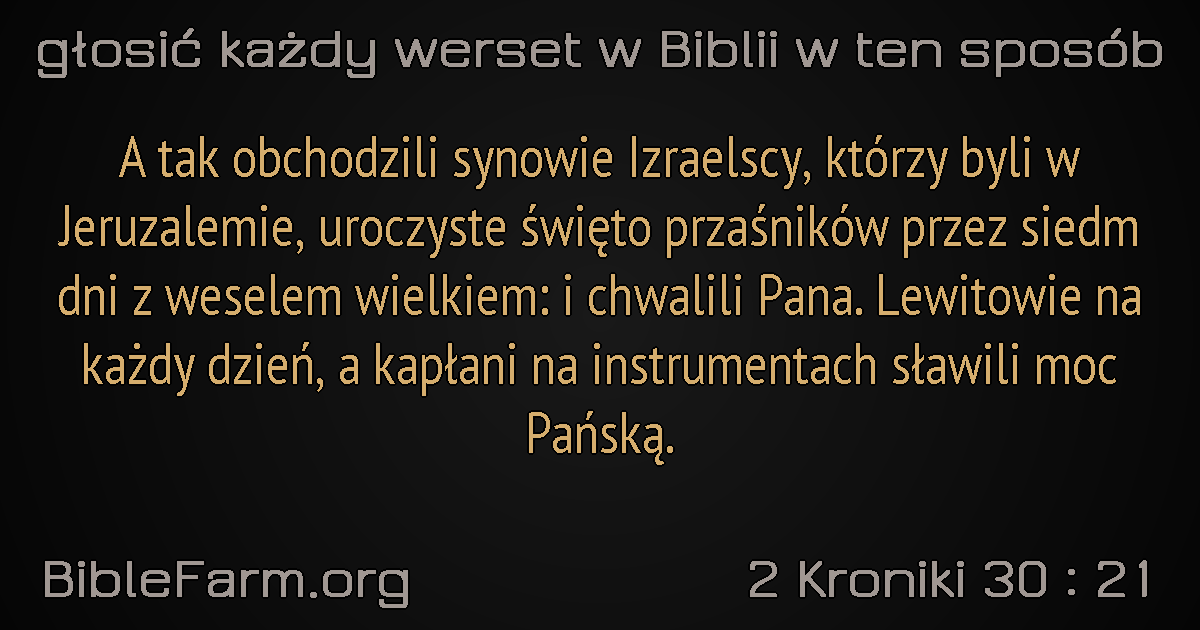 głosić każdy werset w Biblii w ten sposób
A tak obchodzili synowie Izraelscy, którzy byli w
Jeruzalemie, uroczyste święto przaśników przez siedm
dni z weselem wielkiem: i chwalili Pana. Lewitowie na
każdy dzień, a kapłani na instrumentach sławili moc
Pańską.
BibleFarm.org
2 Kroniki 30 : 21